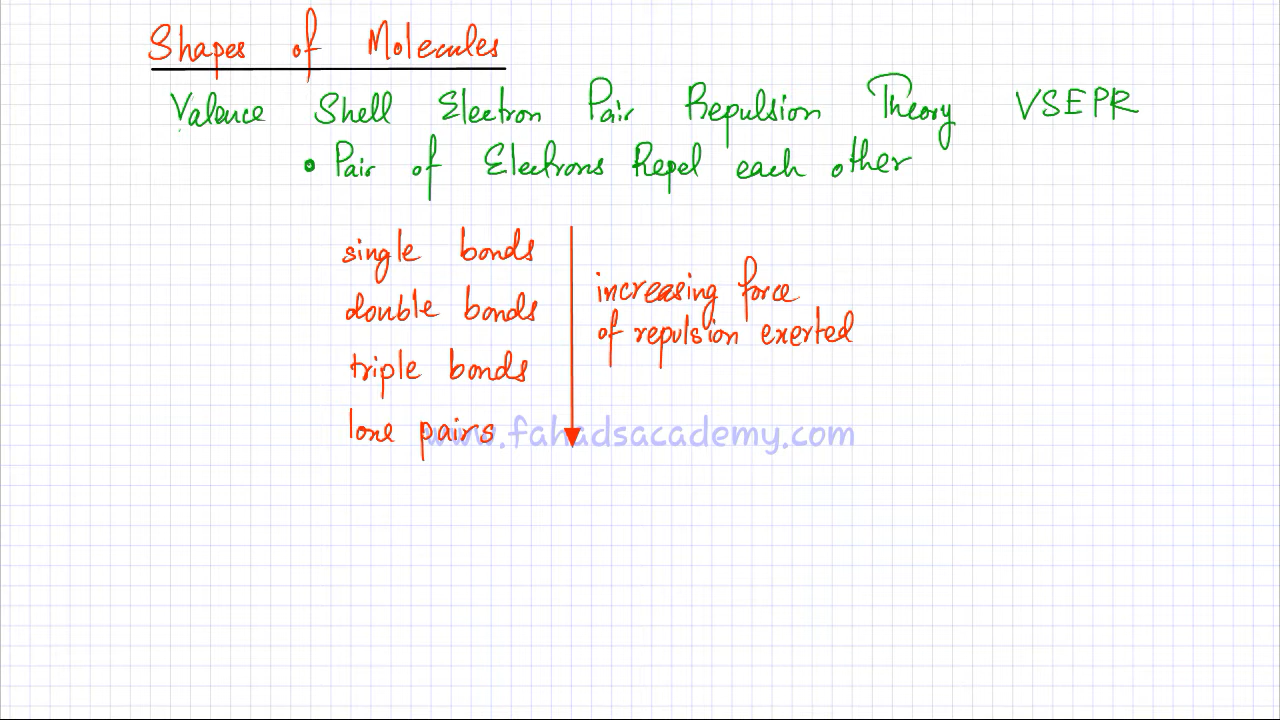 Shapes of Molecules
Valence Shell Electron Pair Repulsion Theory VSEPR
• Pair of Electrons Repel each other
single bonds
double bonds
triple bonds
lone pairs
increasing force
of repulsion exerted
www.fahadsacademy.com